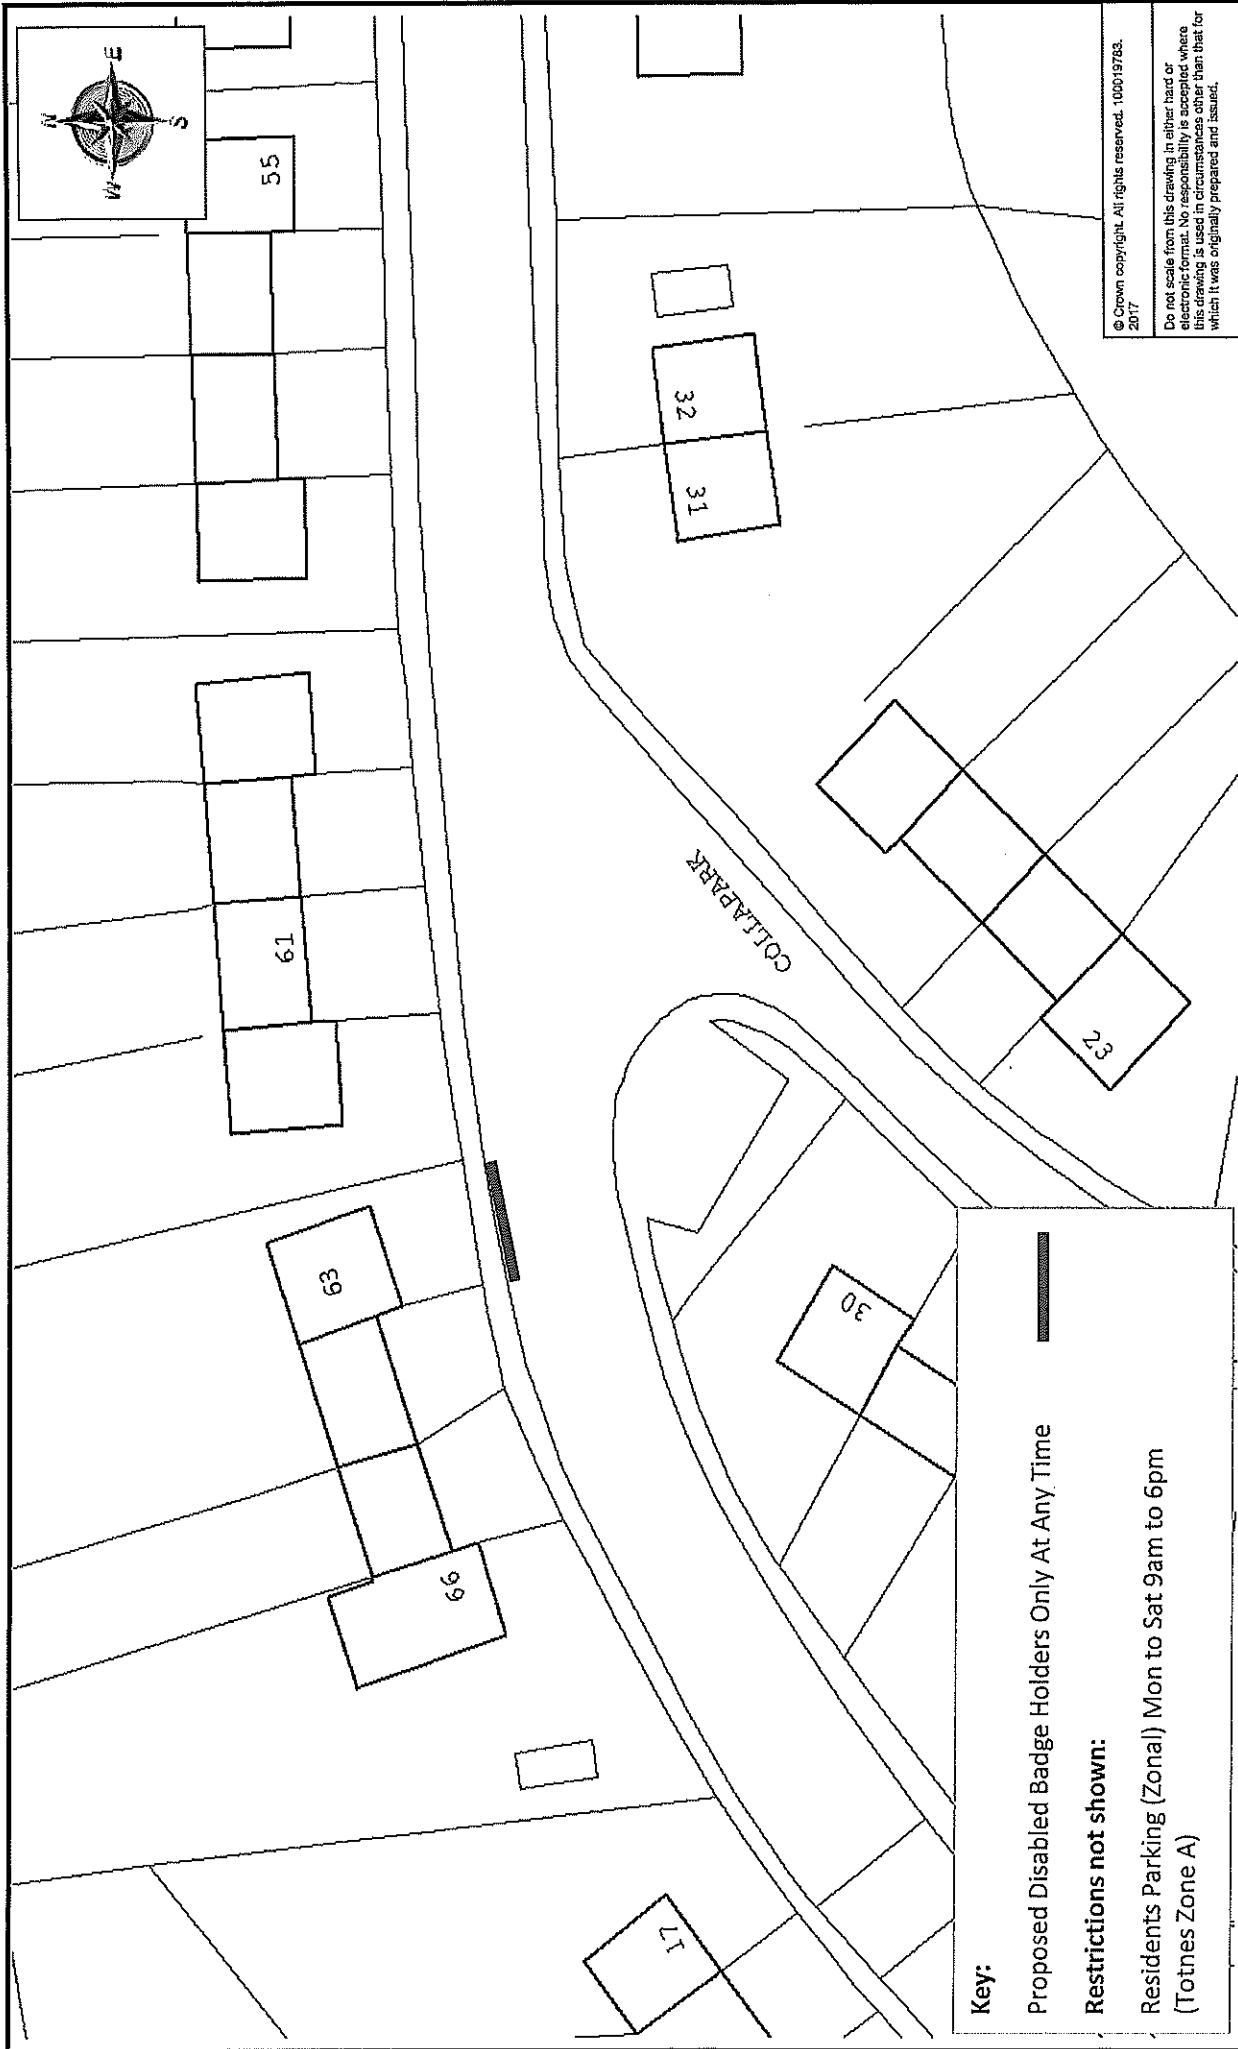 N
E
S
W
55
61
63
66
17
30
23
31
32
COLLAPARK
Key:
Proposed Disabled Badge Holders Only At Any Time
Restrictions not shown:
Residents Parking (Zonal) Mon to Sat 9am to 6pm
(Totnes Zone A)
© Crown copyright. All rights reserved. 100019783.
2017
Do not scale from this drawing in either hard or
electronic format. No responsibility is accepted where
this drawing is used in circumstances other than that for
which it was originally prepared and issued.